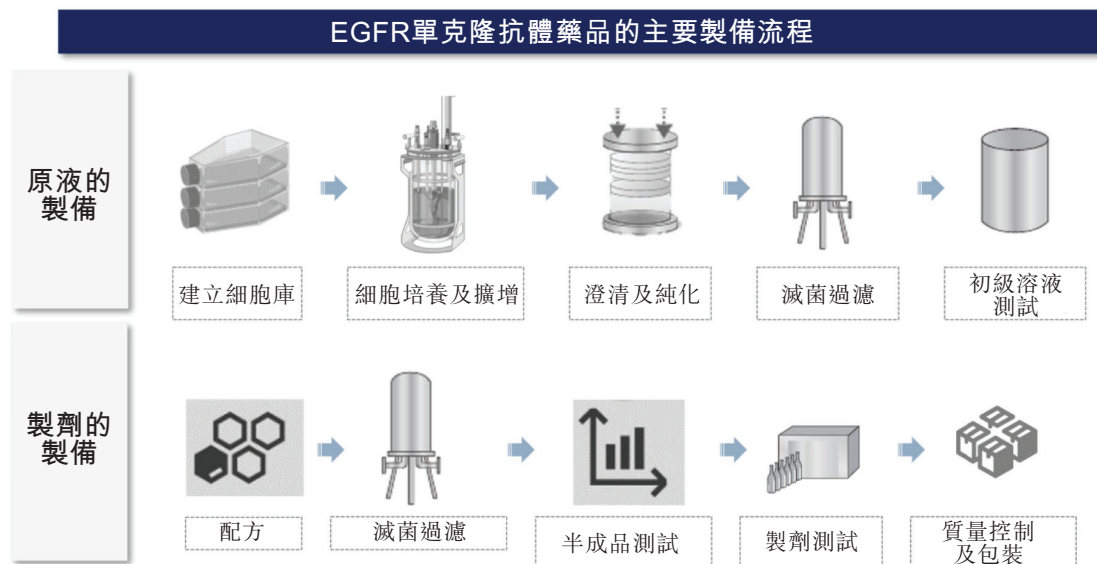 EGFR單克隆抗體藥品的主要製備流程
原液的
製備
建立細胞庫
細胞培養及擴增
澄清及純化
滅菌過濾
初級溶液
測試
製劑的
製備
配方
滅菌過濾
半成品測試
製劑測試
質量控制
及包裝